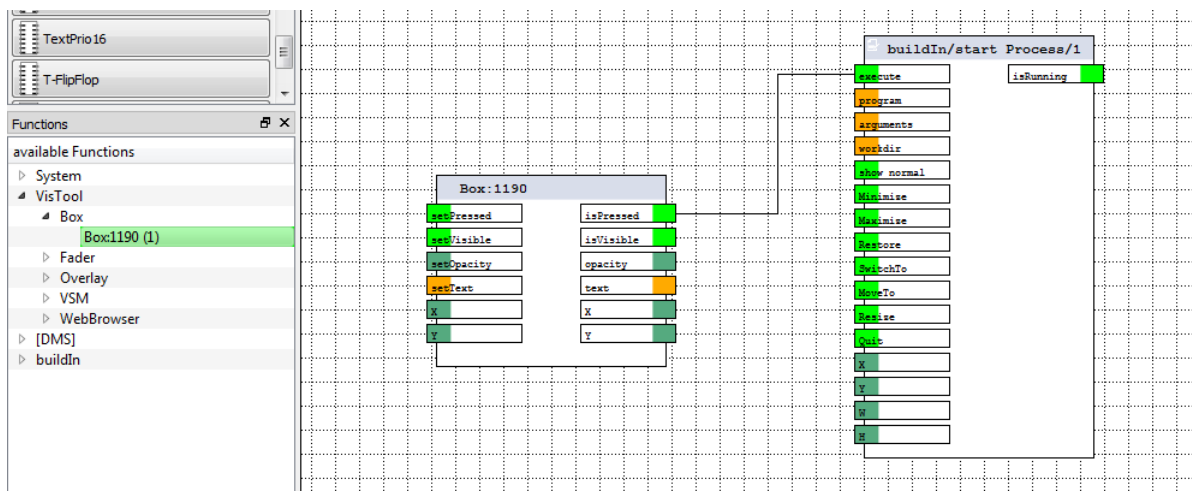 TextPrio16
T-FlipFlop
Functions
available Functions
System
VisTool
Box
Box:1190 (1)
Fader
Overlay
VSM
WebBrowser
[DMS]
buildIn
Box:1190
setPressed
isPressed
setVisible
isVisible
setOpacity
opacity
setText
text
X
X
Y
Y
buildIn/start Process/1
execute
isRunning
program
arguments
workdir
show normal
Minimize
Maximize
Restore
SwitchTo
MoveTo
Resize
Quit
X
Y
W
H